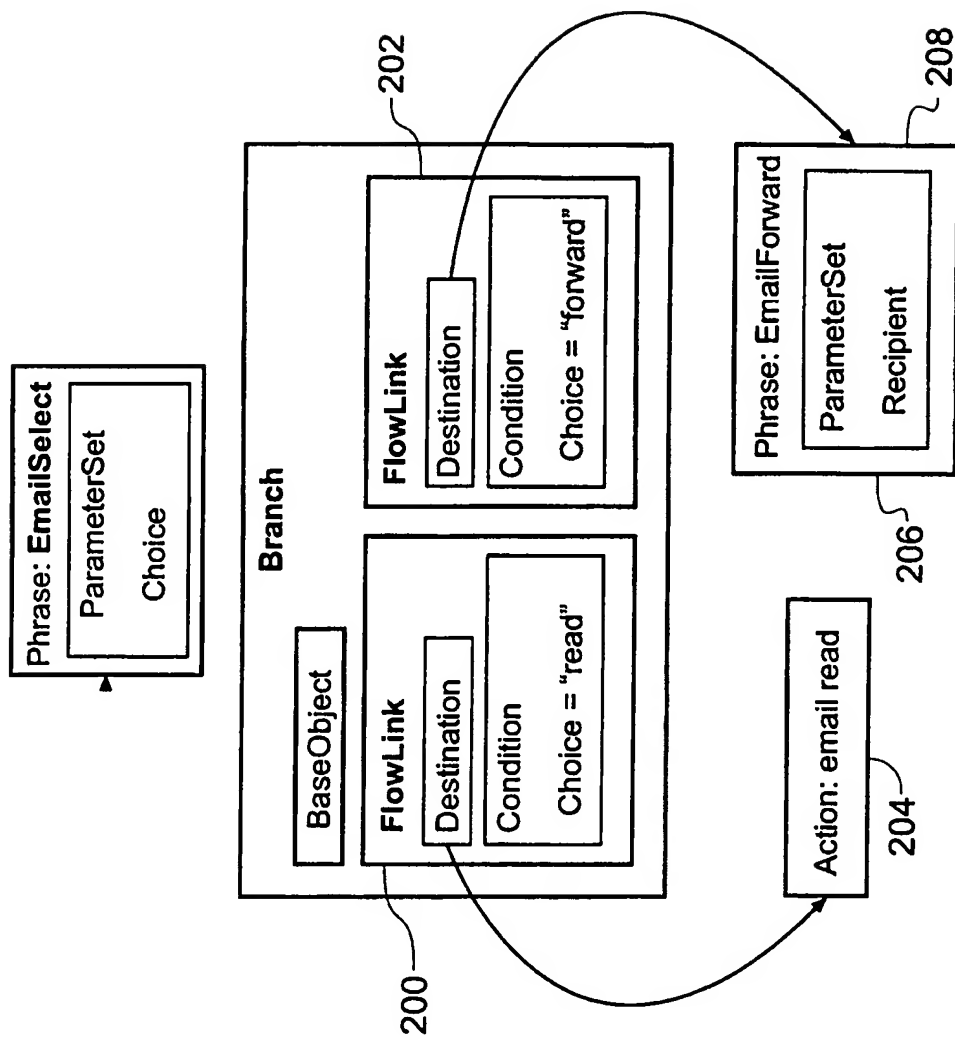 Phrase: EmailSelect
ParameterSet
Choice
Branch
BaseObject
FlowLink
Destination
Condition
Choice = "read"
200
FlowLink
Destination
Condition
Choice = "forward"
202
Action: email read
204
Phrase: EmailForward
ParameterSet
Recipient
206
208